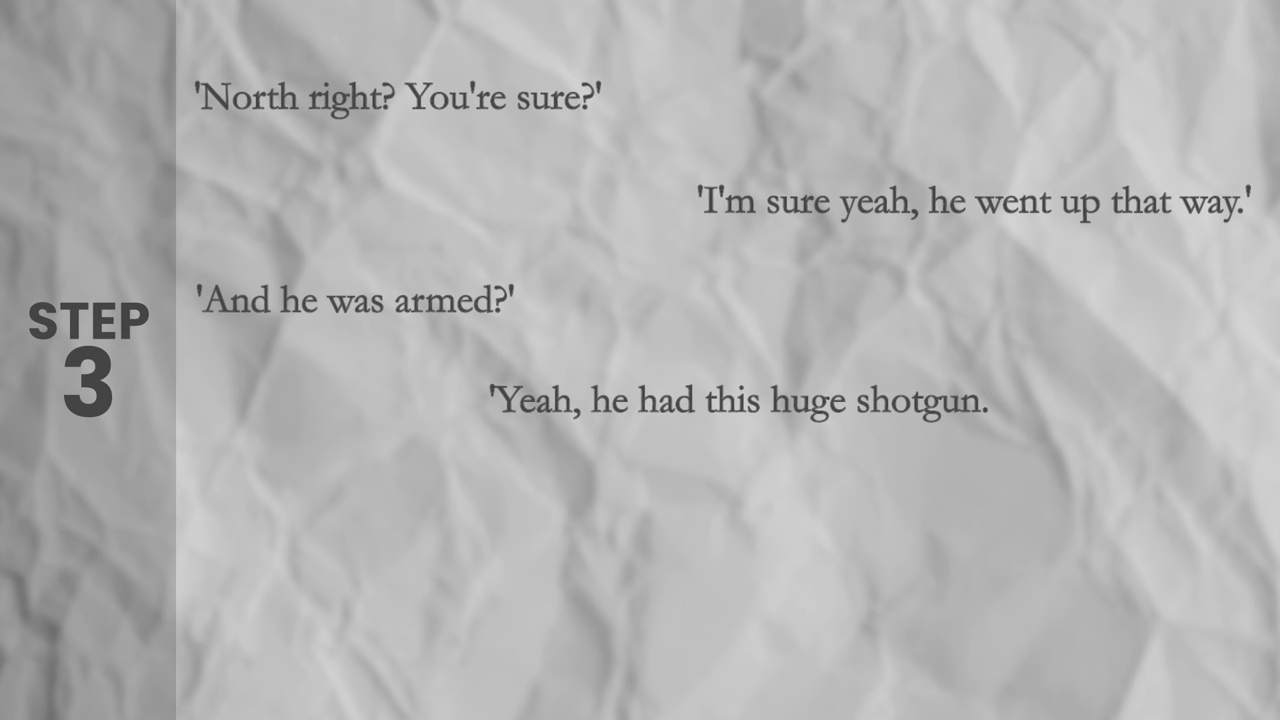 'North right? You're sure?'
'I'm sure yeah, he went up that way.'
'And he was armed?'
'Yeah, he had this huge shotgun.
STEP
3